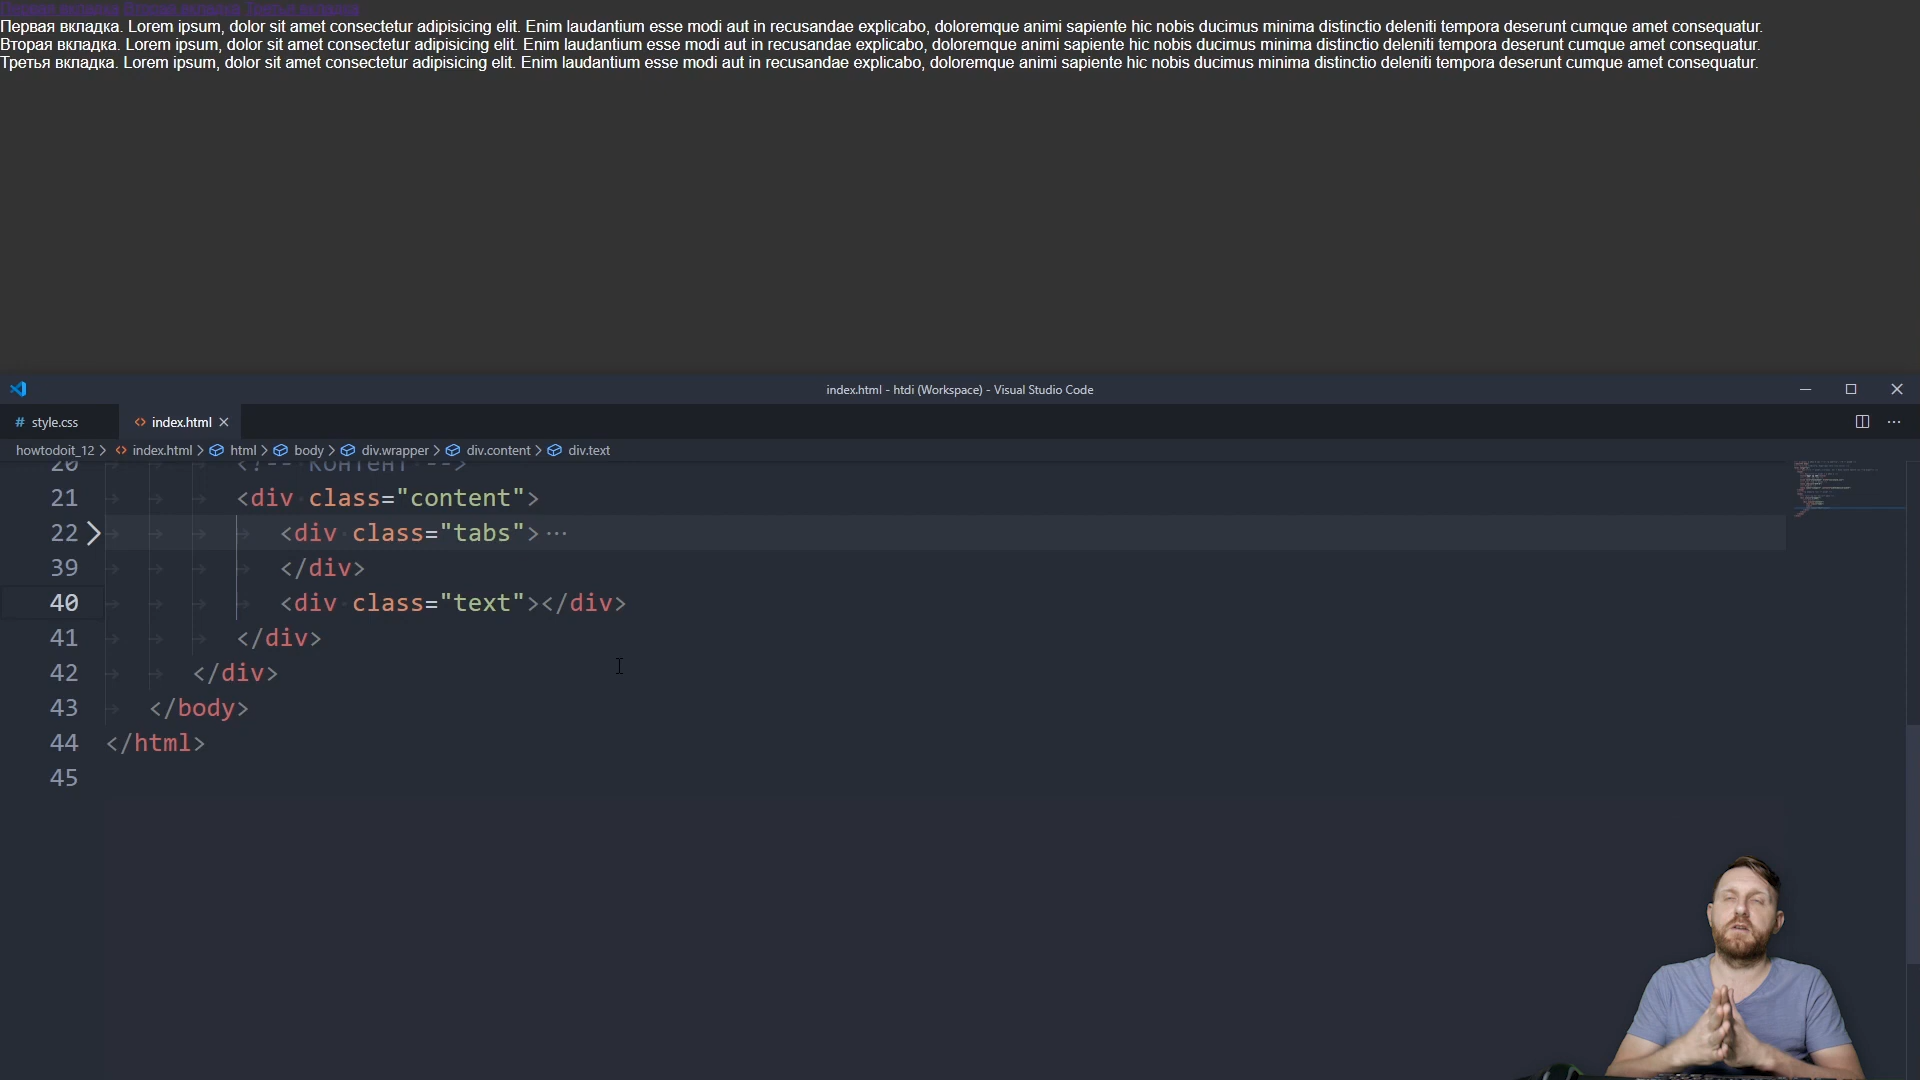 Первая вкладка Вторая вкладка Третья вкладка
Первая вкладка. Lorem ipsum, dolor sit amet consectetur adipisicing elit. Enim laudantium esse modi aut in recusandae explicabo, doloremque animi sapiente hic nobis ducimus minima distinctio deleniti tempora deserunt cumque amet consequatur.
Вторая вкладка. Lorem ipsum, dolor sit amet consectetur adipisicing elit. Enim laudantium esse modi aut in recusandae explicabo, doloremque animi sapiente hic nobis ducimus minima distinctio deleniti tempora deserunt cumque amet consequatur.
Третья вкладка. Lorem ipsum, dolor sit amet consectetur adipisicing elit. Enim laudantium esse modi aut in recusandae explicabo, doloremque animi sapiente hic nobis ducimus minima distinctio deleniti tempora deserunt cumque amet consequatur.
index.html - htdi (Workspace) - Visual Studio Code
# style.css <> index.html
howtodoit_12 > <> index.html > html > body > div.wrapper > div.content > div.text
20 <!-- Контент -->
21 <div class="content">
22 <div class="tabs">···
39 </div>
40 <div class="text"></div>
41 </div>
42 </div>
43 </body>
44 </html>
45